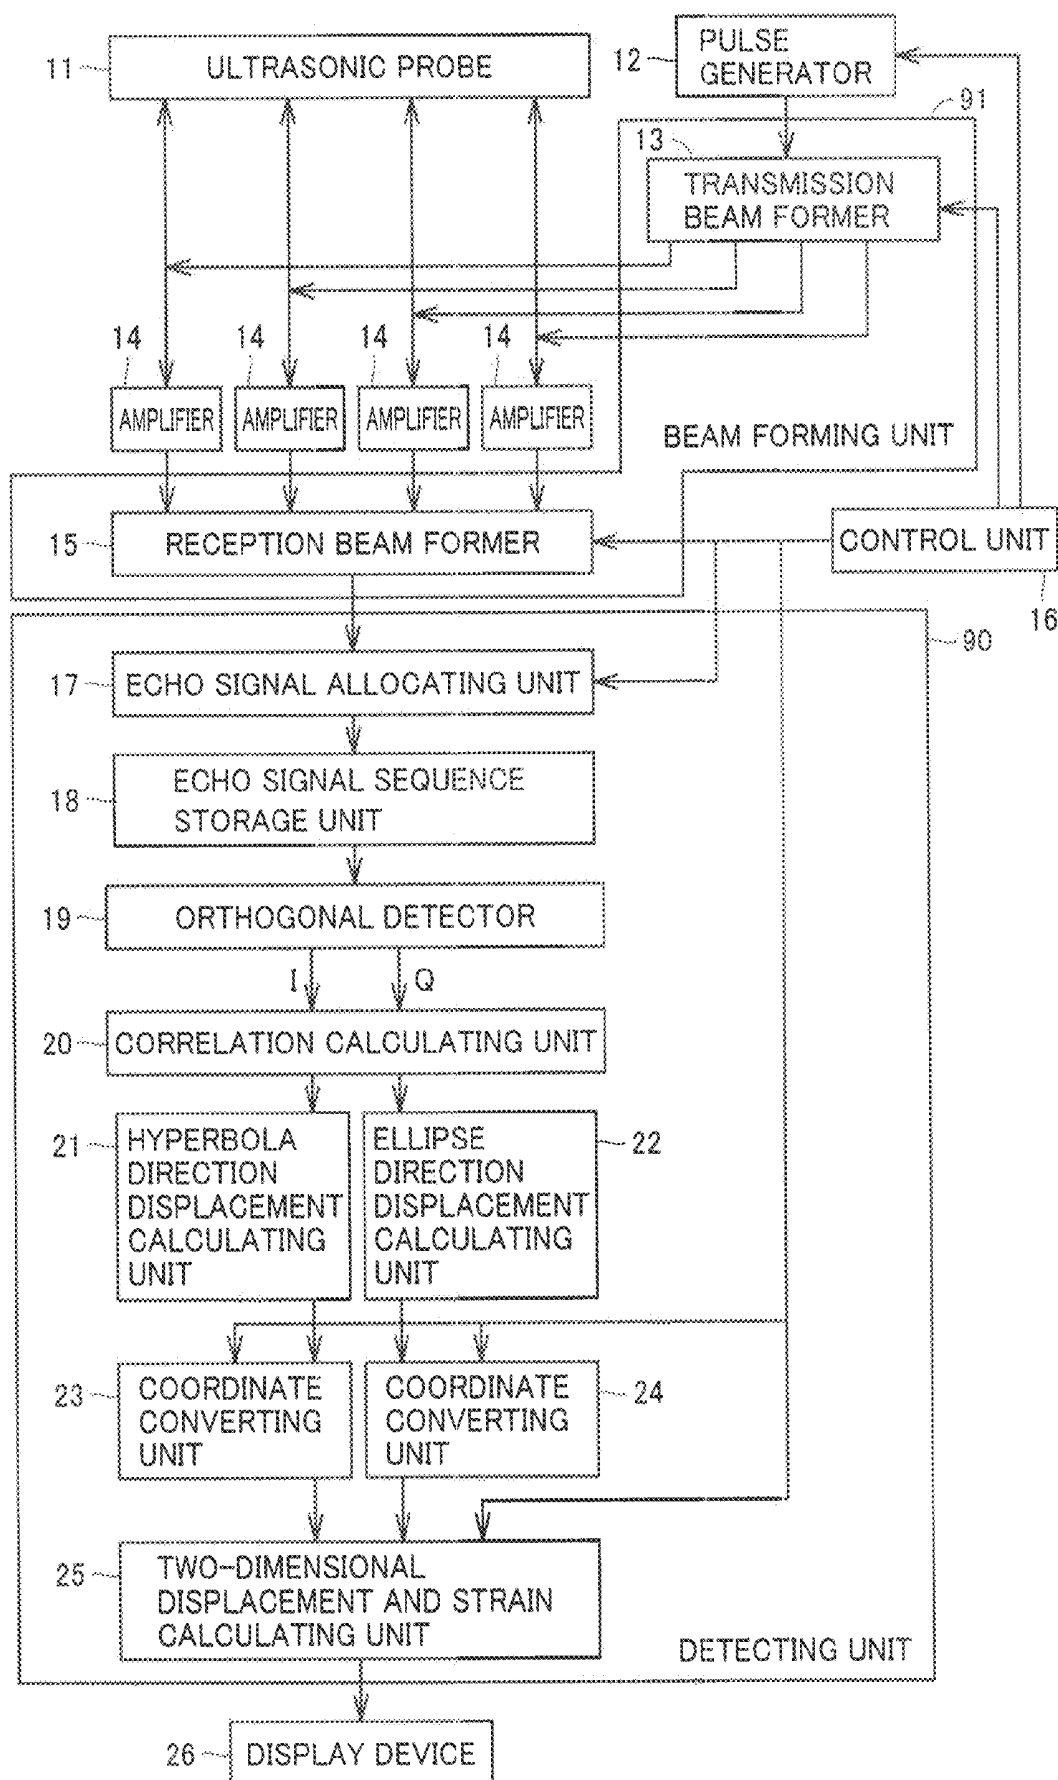 11
ULTRASONIC PROBE
12
PULSE
GENERATOR
91
13
TRANSMISSION
BEAM FORMER
14
14
14
14
AMPLIFIER
AMPLIFIER
AMPLIFIER
AMPLIFIER
BEAM FORMING UNIT
15
RECEPTION BEAM FORMER
CONTROL UNIT
16
90
17
ECHO SIGNAL ALLOCATING UNIT
18
ECHO SIGNAL SEQUENCE
STORAGE UNIT
19
ORTHOGONAL DETECTOR
I
Q
20
CORRELATION CALCULATING UNIT
21
HYPERBOLA
DIRECTION
DISPLACEMENT
CALCULATING
UNIT
ELLIPSE
DIRECTION
DISPLACEMENT
CALCULATING
UNIT
22
23
COORDINATE
CONVERTING
UNIT
COORDINATE
CONVERTING
UNIT
24
25
TWO-DIMENSIONAL
DISPLACEMENT AND STRAIN
CALCULATING UNIT
DETECTING UNIT
26
DISPLAY DEVICE